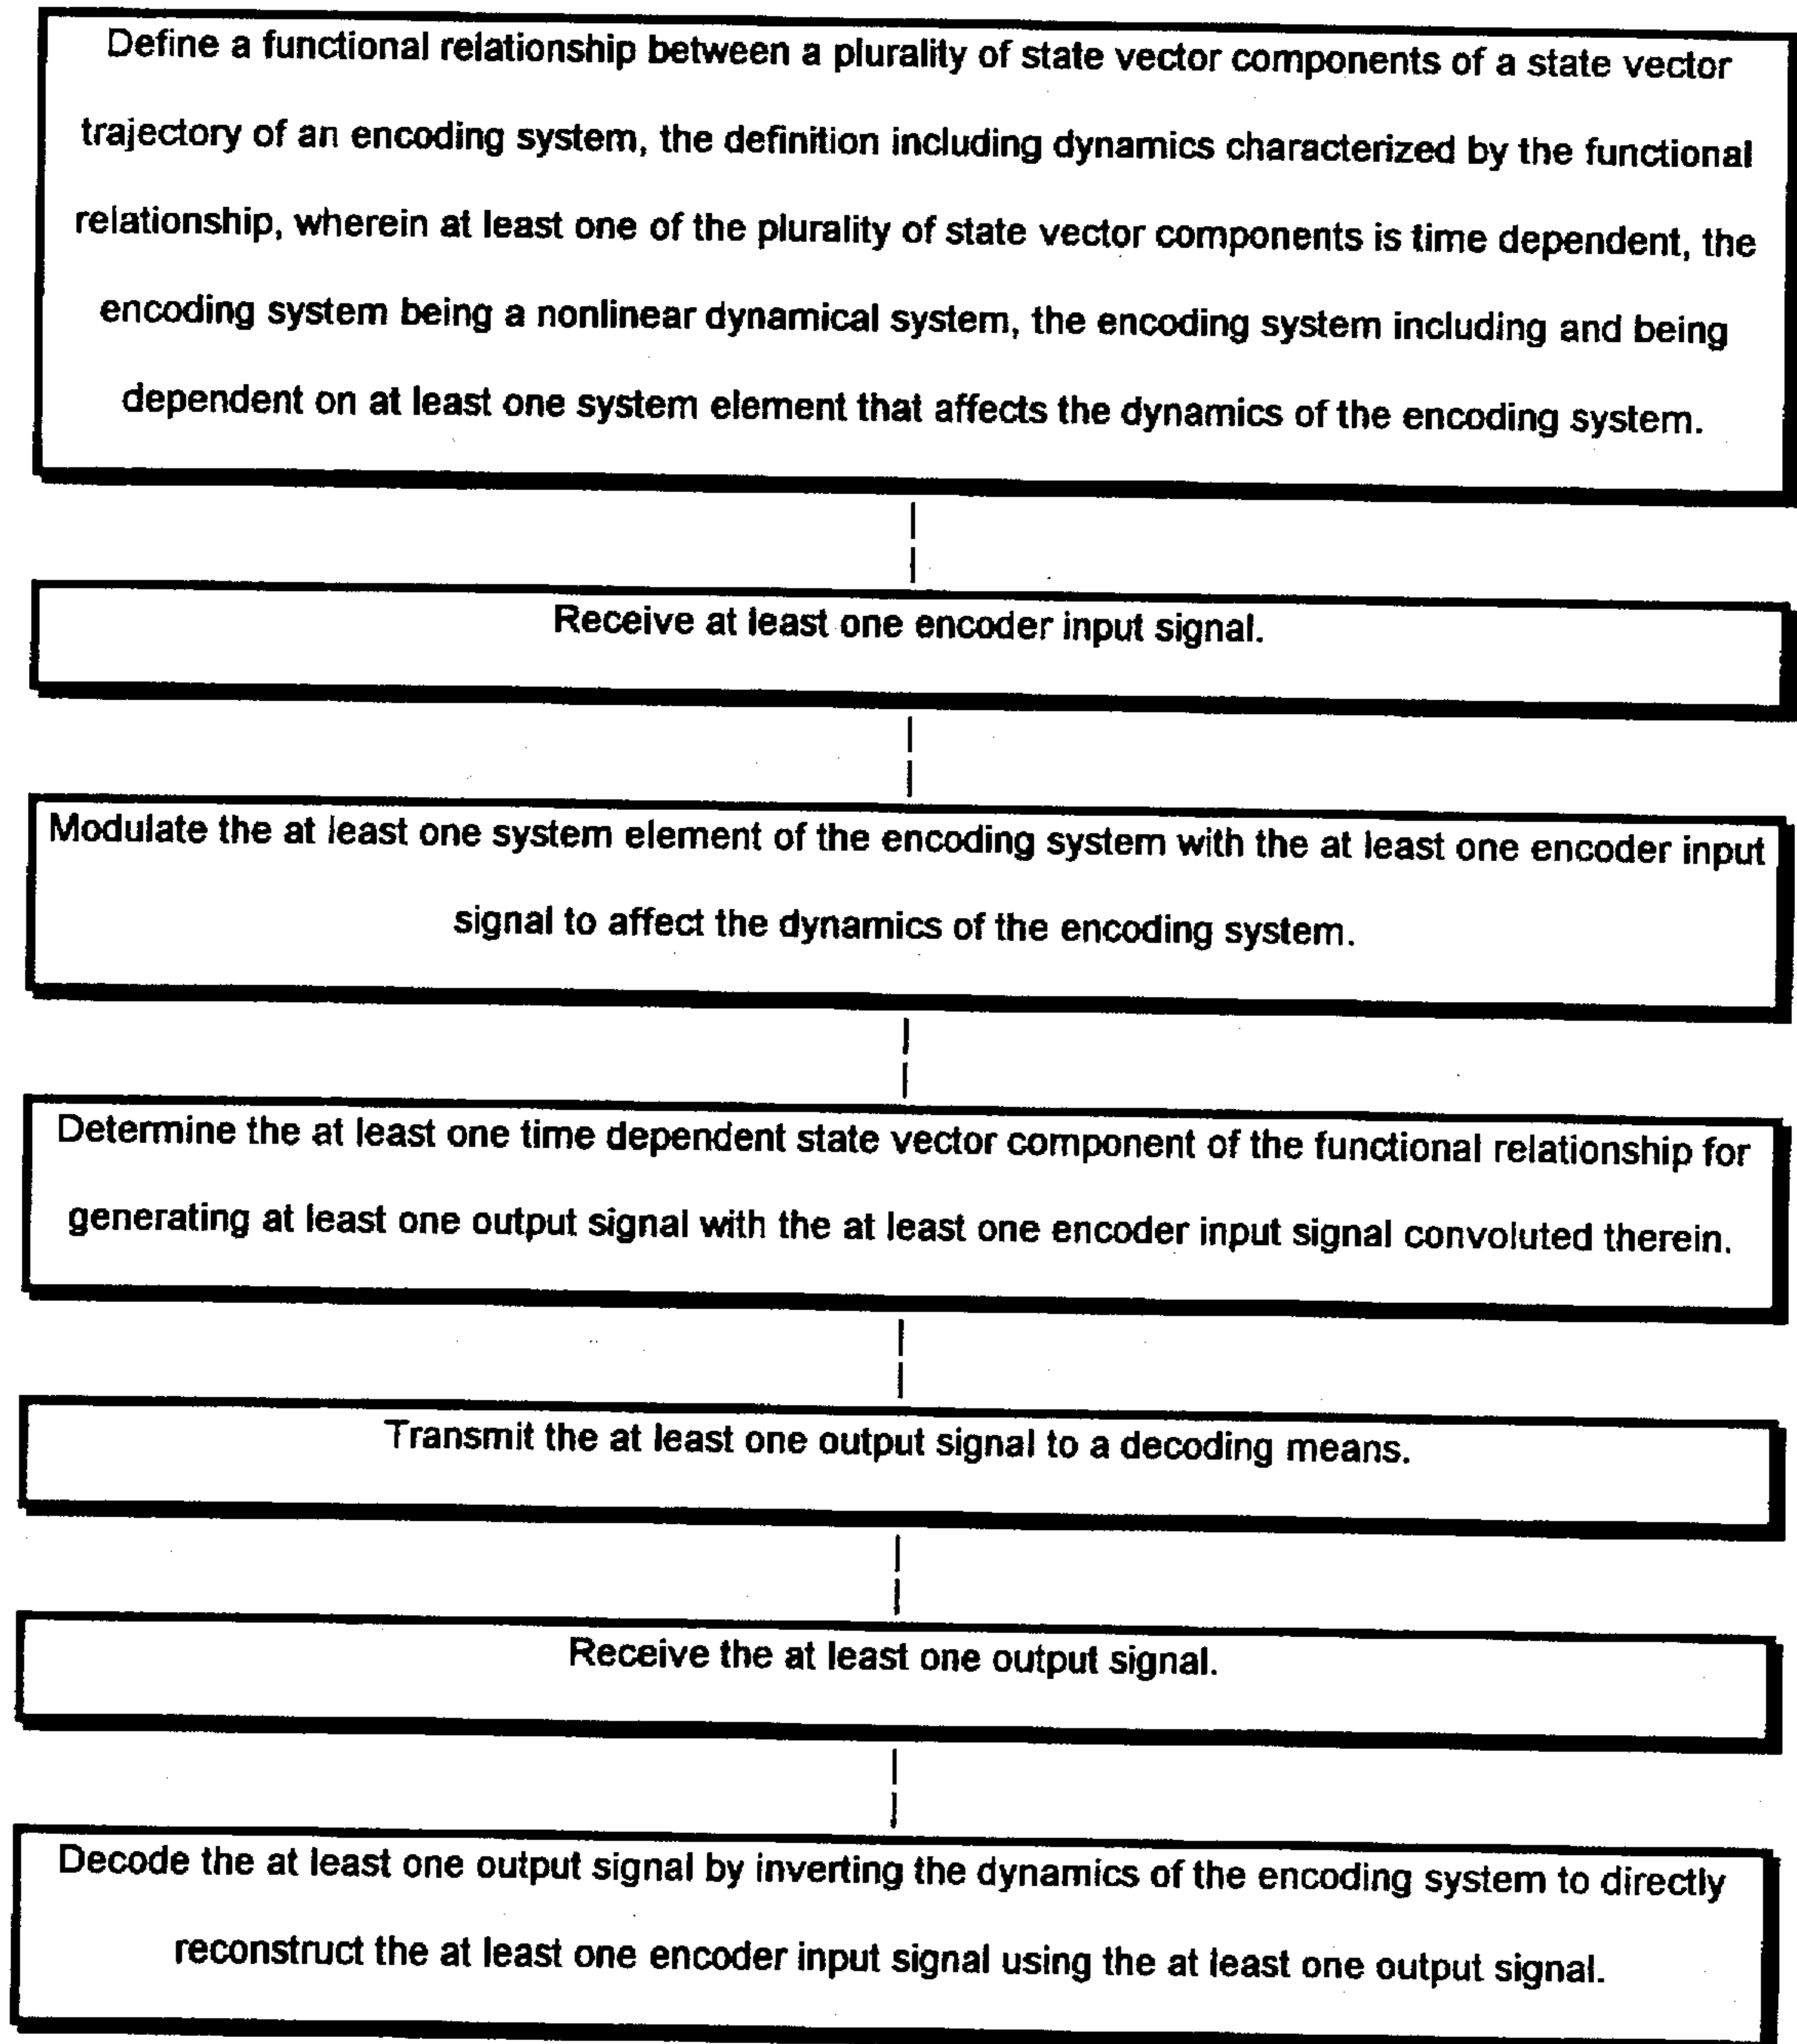 Define a functional relationship between a plurality of state vector components of a state vector
trajectory of an encoding system, the definition including dynamics characterized by the functional
relationship, wherein at least one of the plurality of state vector components is time dependent, the
encoding system being a nonlinear dynamical system, the encoding system including and being
dependent on at least one system element that affects the dynamics of the encoding system.
Receive at least one encoder input signal.
Modulate the at least one system element of the encoding system with the at least one encoder input
signal to affect the dynamics of the encoding system.
Determine the at least one time dependent state vector component of the functional relationship for
generating at least one output signal with the at least one encoder input signal convoluted therein.
Transmit the at least one output signal to a decoding means.
Receive the at least one output signal.
Decode the at least one output signal by inverting the dynamics of the encoding system to directly
reconstruct the at least one encoder input signal using the at least one output signal.